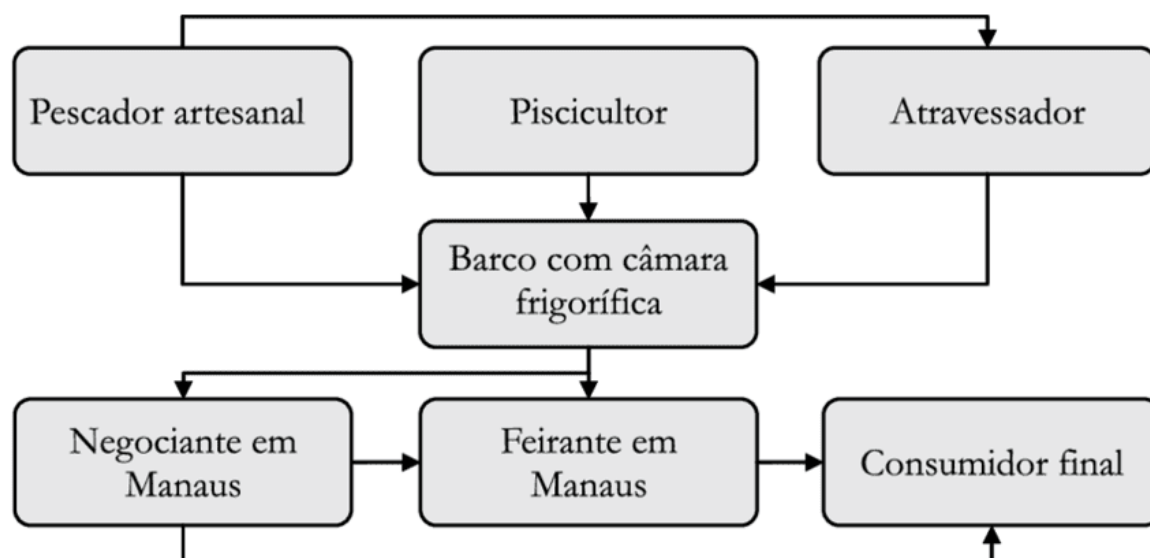 Pescador artesanal
Piscicultor
Atravessador
Barco com câmara
frigorífica
Negociante em
Manaus
Feirante em
Manaus
Consumidor final